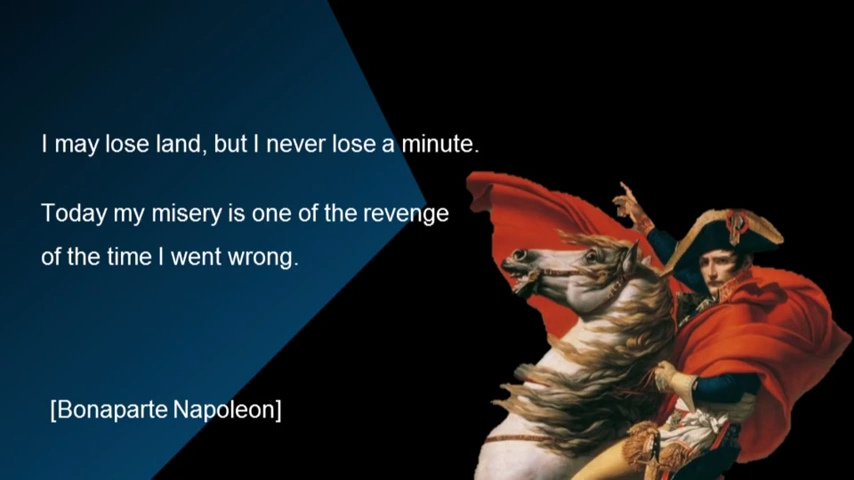 I may lose land, but I never lose a minute.
Today my misery is one of the revenge
of the time I went wrong.
[Bonaparte Napoleon]